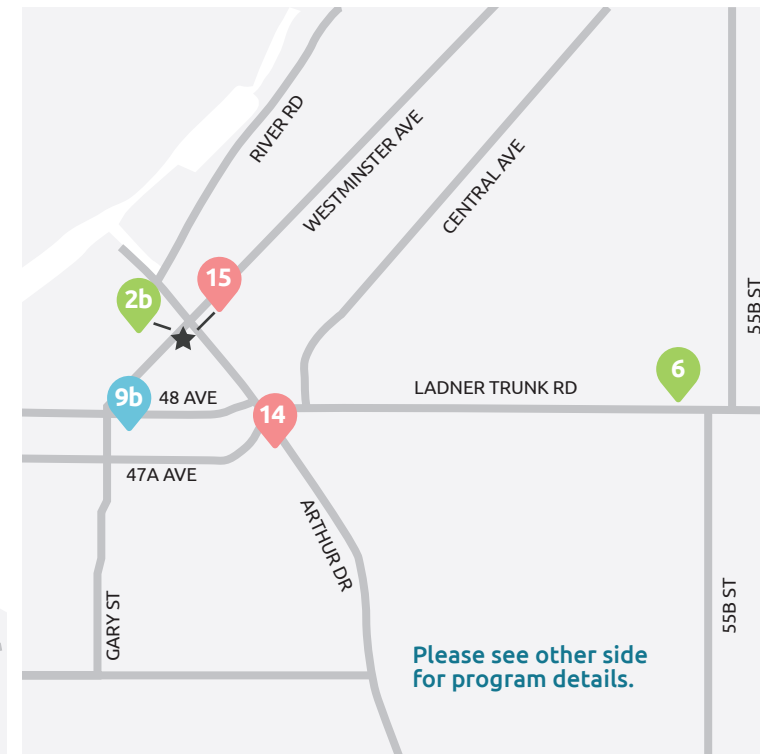 RIVER RD
WESTMINSTER AVE
CENTRAL AVE
55B ST
15
2b
6
9b
48 AVE
LADNER TRUNK RD
14
47A AVE
ARTHUR DR
GARY ST
55B ST
Please see other side
for program details.